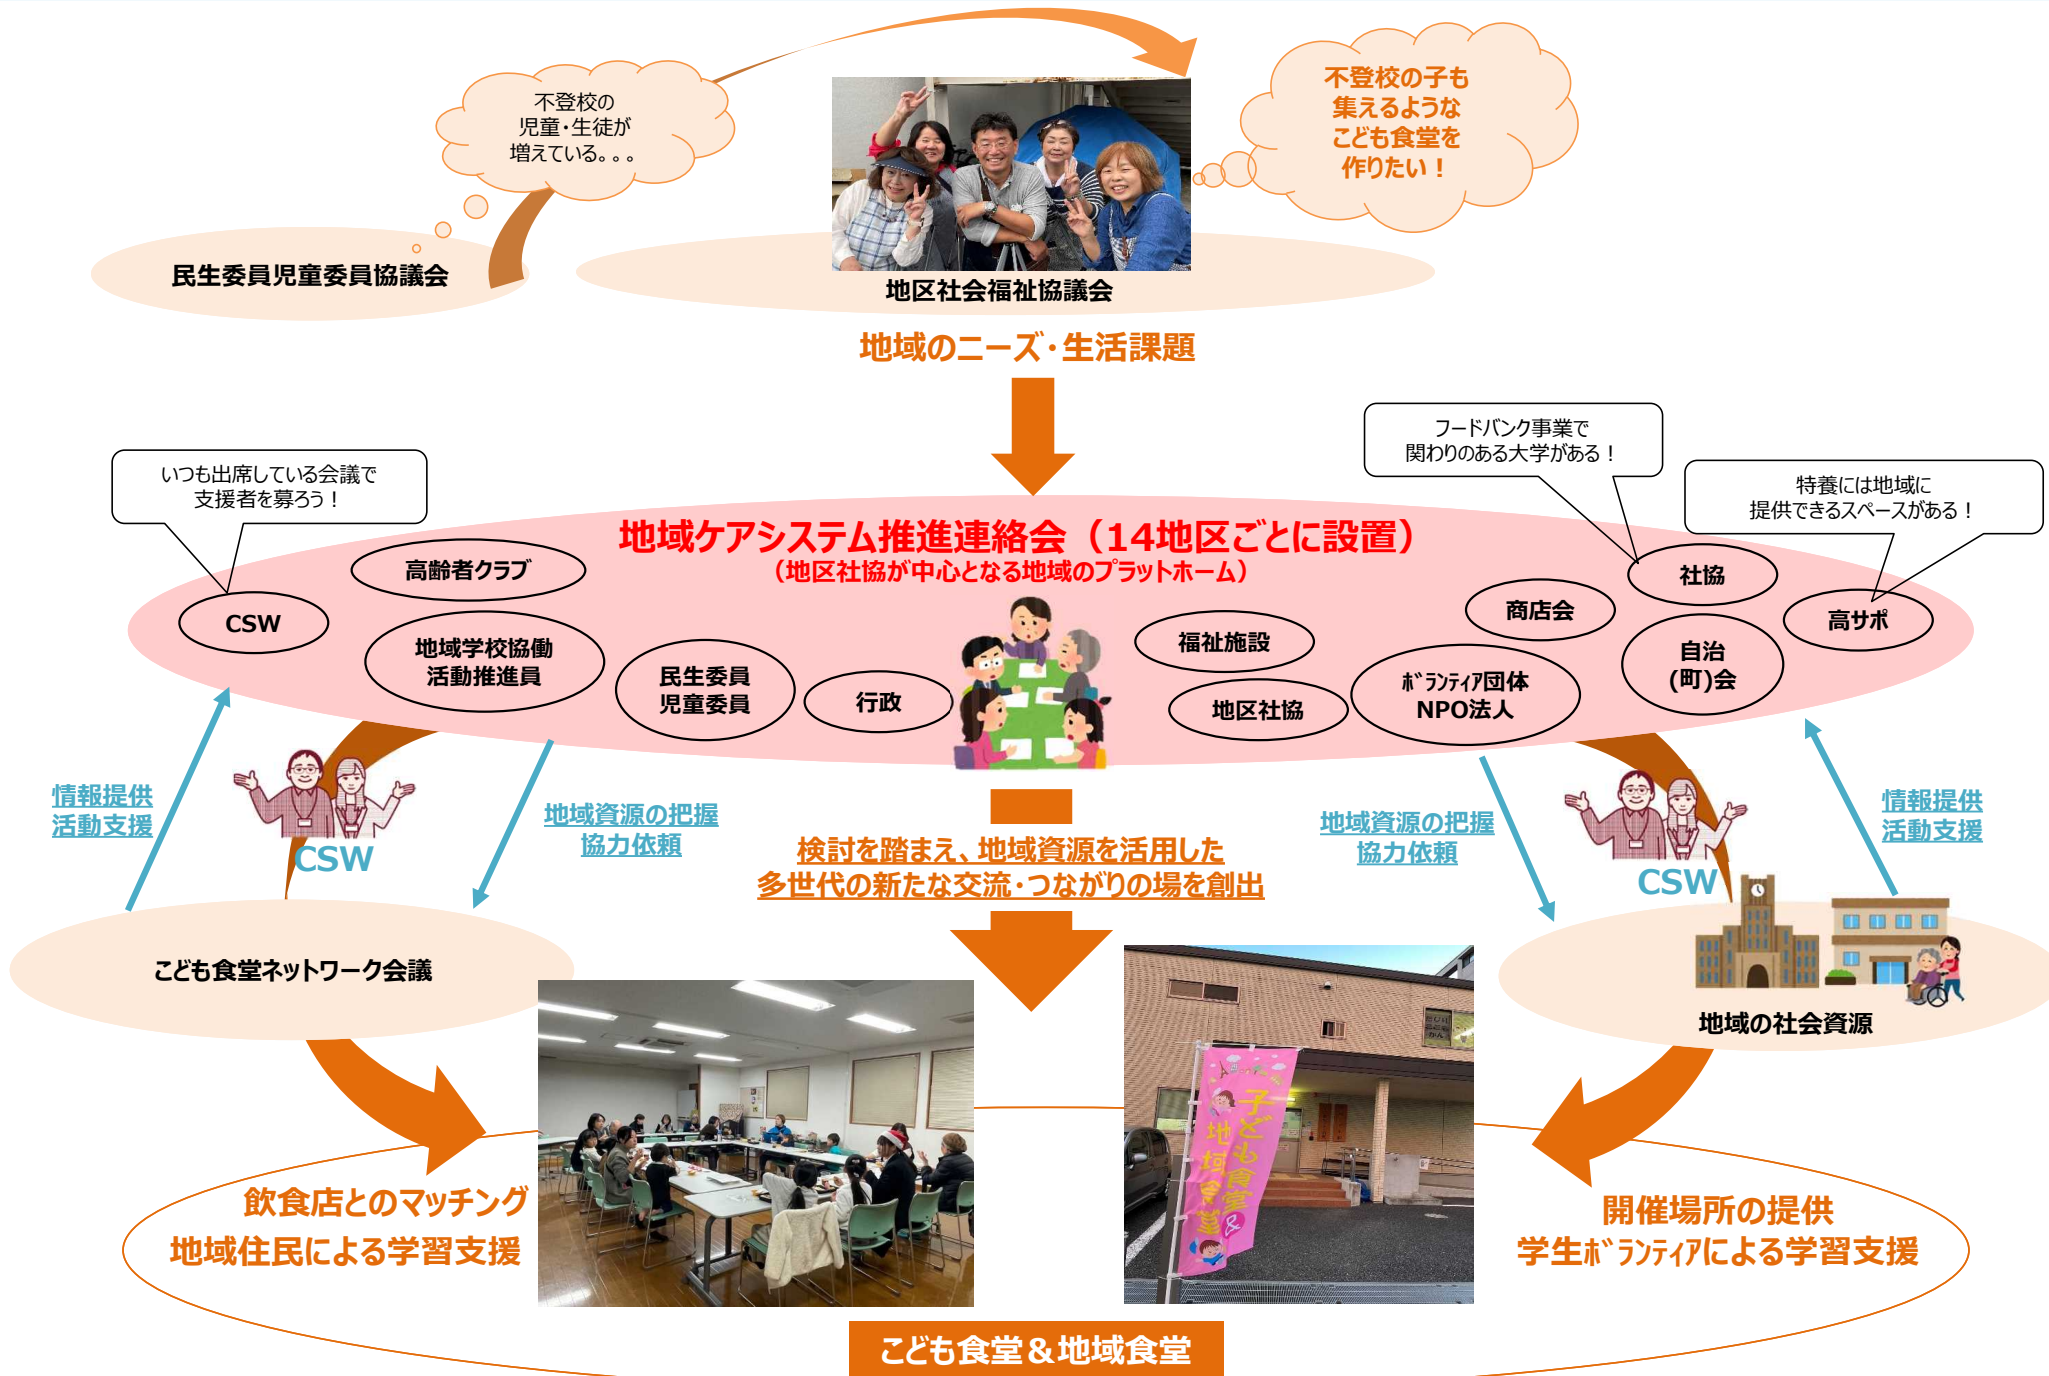 不登校の
児童・生徒が
増えている。。。
不登校の子も
集えるような
こども食堂を
作りたい！
民生委員児童委員協議会
地区社会福祉協議会
地域のニーズ・生活課題
いつも出席している会議で
支援者を募ろう！
フードバンク事業で
関わりのある大学がある！
特養には地域に
提供できるスペースがある！
地域ケアシステム推進連絡会（14地区ごとに設置）
（地区社協が中心となる地域のプラットホーム）
高齢者クラブ
CSW
地域学校協働
活動推進員
民生委員
児童委員
行政
福祉施設
地区社協
商店会
ﾎﾞﾗﾝﾃｨｱ団体
NPO法人
社協
自治
(町)会
高サポ
情報提供
活動支援
CSW
地域資源の把握
協力依頼
検討を踏まえ、地域資源を活用した
多世代の新たな交流・つながりの場を創出
地域資源の把握
協力依頼
CSW
情報提供
活動支援
こども食堂ネットワーク会議
地域の社会資源
子ども食堂&
地域食堂
飲食店とのマッチング
地域住民による学習支援
開催場所の提供
学生ﾎﾞﾗﾝﾃｨｱによる学習支援
こども食堂＆地域食堂